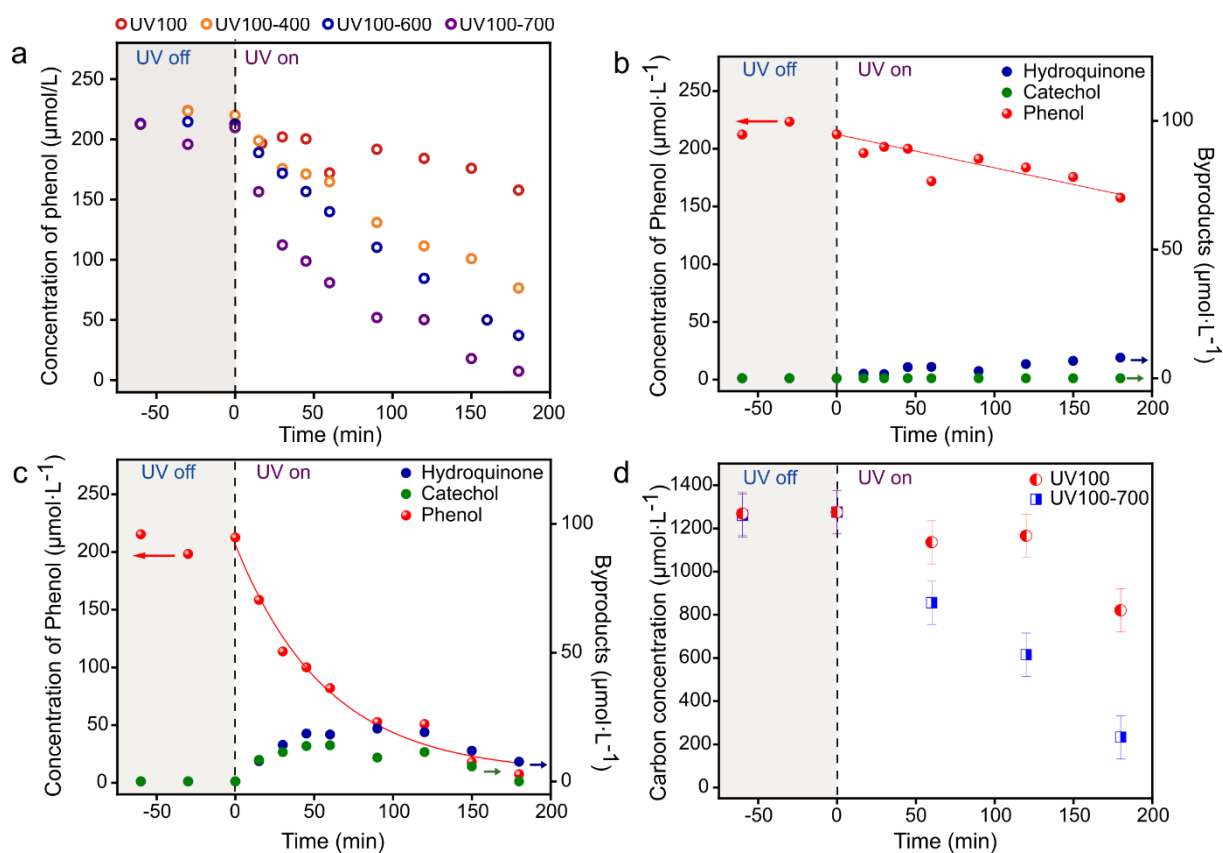 UV100 UV100-400 UV100-600 UV100-700
a
UV off UV on
Concentration of phenol (µmol/L)
250
200
150
100
50
0
-50 0 50 100 150 200
Time (min)
b
UV off UV on
Hydroquinone
Catechol
Phenol
Concentration of Phenol (µmol·L⁻¹)
250
200
150
100
50
0
100
50
0
Byproducts (µmol·L⁻¹)
-50 0 50 100 150 200
Time (min)
c
UV off UV on
Hydroquinone
Catechol
Phenol
Concentration of Phenol (µmol·L⁻¹)
250
200
150
100
50
0
100
50
0
Byproducts (µmol·L⁻¹)
-50 0 50 100 150 200
Time (min)
d
UV off UV on
UV100
UV100-700
Carbon concentration (µmol·L⁻¹)
1400
1200
1000
800
600
400
200
0
-50 0 50 100 150 200
Time (min)